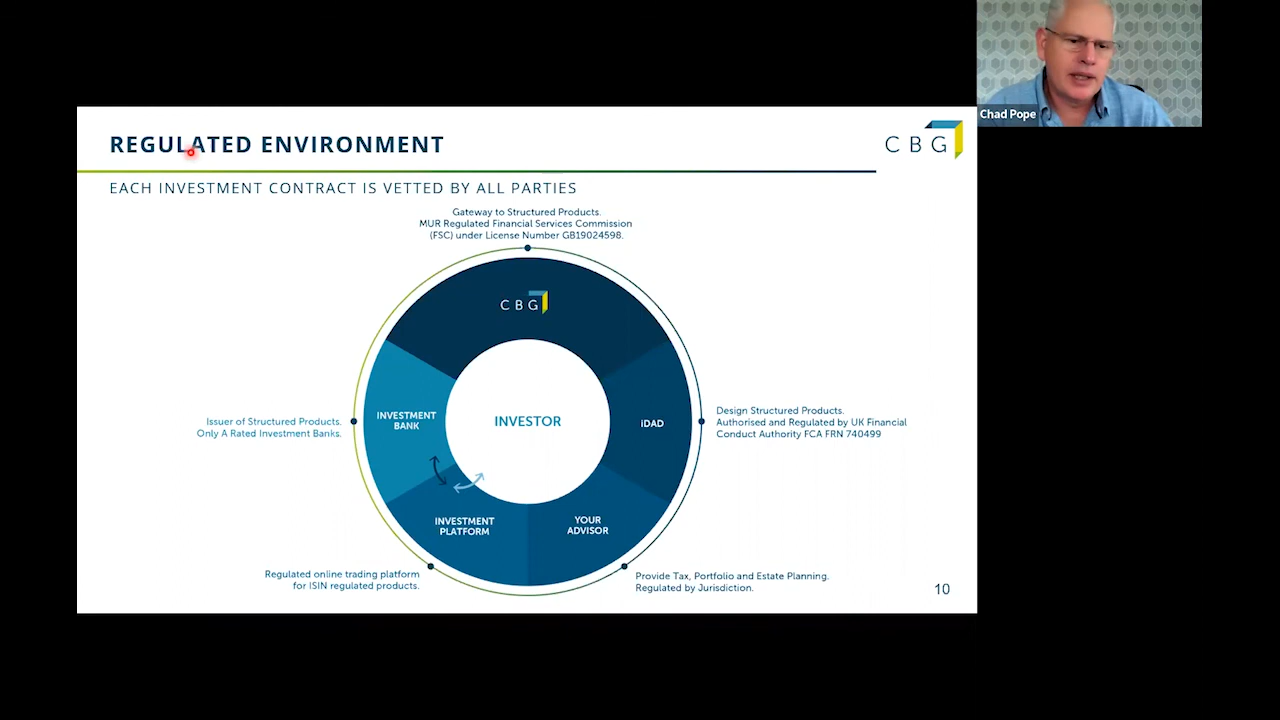 Chad Pope
REGULATED ENVIRONMENT
CBG
EACH INVESTMENT CONTRACT IS VETTED BY ALL PARTIES
Gateway to Structured Products.
MUR Regulated Financial Services Commission
(FSC) under License Number GB19024598.
CBG
INVESTMENT
BANK
INVESTOR
iDAD
Issuer of Structured Products.
Only A Rated Investment Banks.
Design Structured Products.
Authorised and Regulated by UK Financial
Conduct Authority FCA FRN 740499
INVESTMENT
PLATFORM
YOUR
ADVISOR
Regulated online trading platform
for ISIN regulated products.
Provide Tax, Portfolio and Estate Planning.
Regulated by Jurisdiction.
10